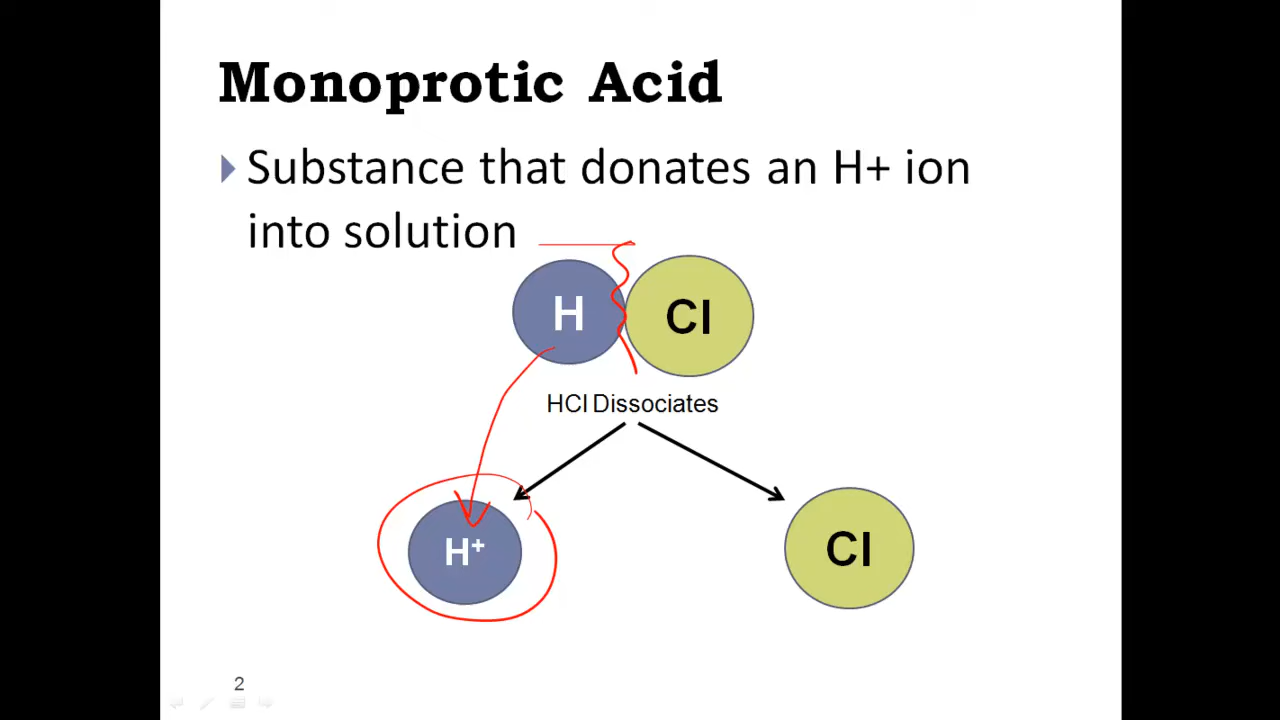 Monoprotic Acid
Substance that donates an H+ ion
into solution
H Cl
HCl Dissociates
H⁺ Cl
2